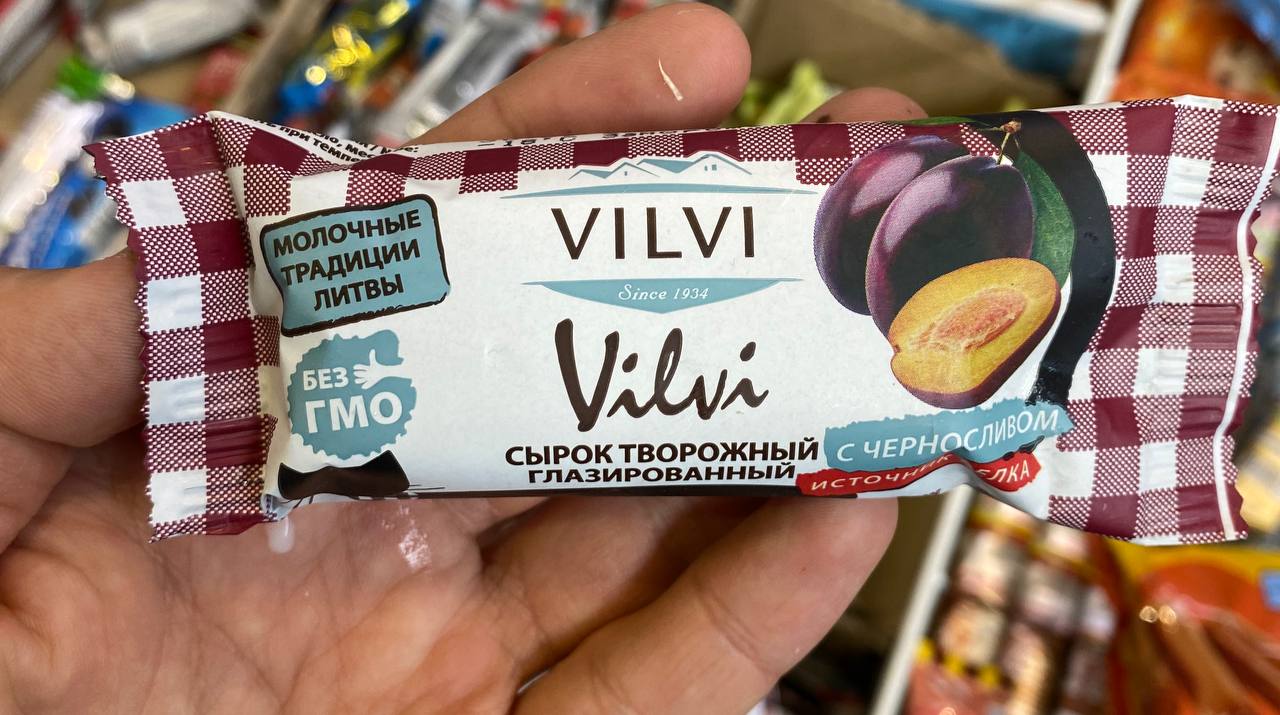 МОЛОЧНЫЕ
ТРАДИЦИИ
ЛИТВЫ
БЕЗ
ГМО
VILVI
Since 1934
Vilvi
СЫРОК ТВОРОЖНЫЙ
ГЛАЗИРОВАННЫЙ
С ЧЕРНОСЛИВОМ